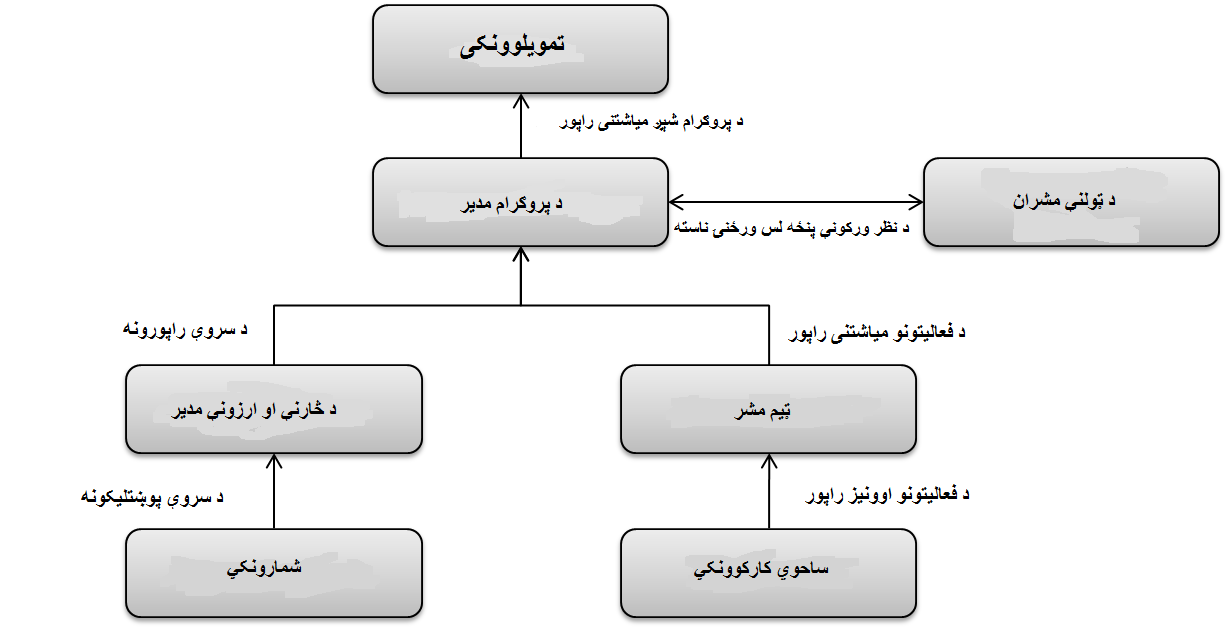 تمویلوونکی
د پروګرام شپږ میاشتنی راپور
د پروګرام مدیر
د ټولنې مشران
د نظر ورکونې پنځه لس ورځنی ناسته
د سروې راپورونه
د فعالیتونو میاشتنی راپور
د څارنې او ارزونې مدیر
ټیم مشر
د سروې پوښتلیکونه
د فعالیتونو اوونیز راپور
شمارونکي
ساحوي کارکوونکي